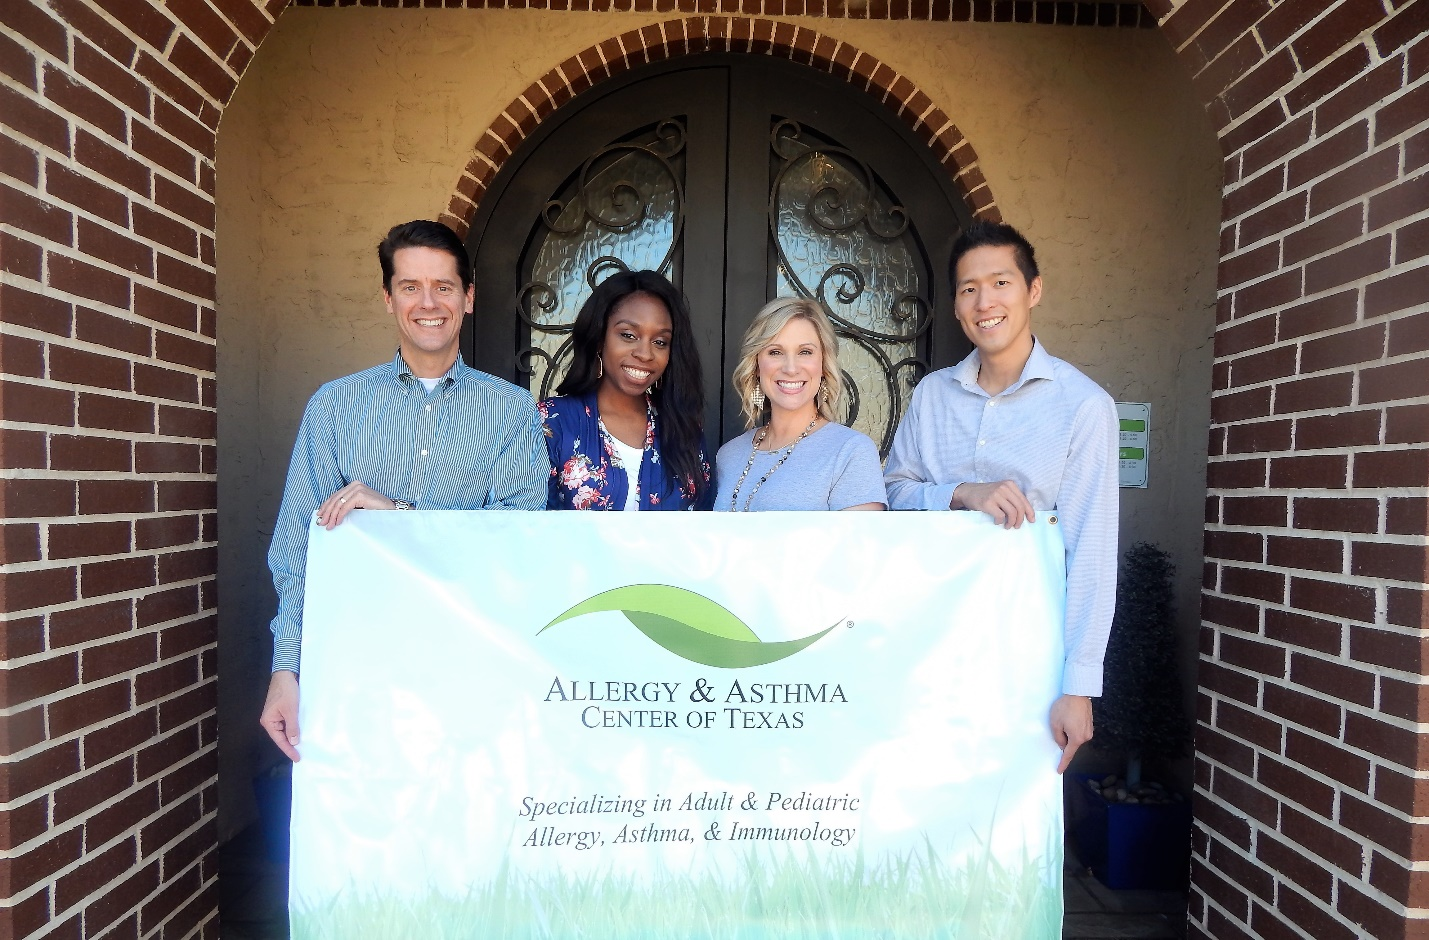 ®
ALLERGY & ASTHMA
CENTER OF TEXAS
Specializing in Adult & Pediatric
Allergy, Asthma, & Immunology